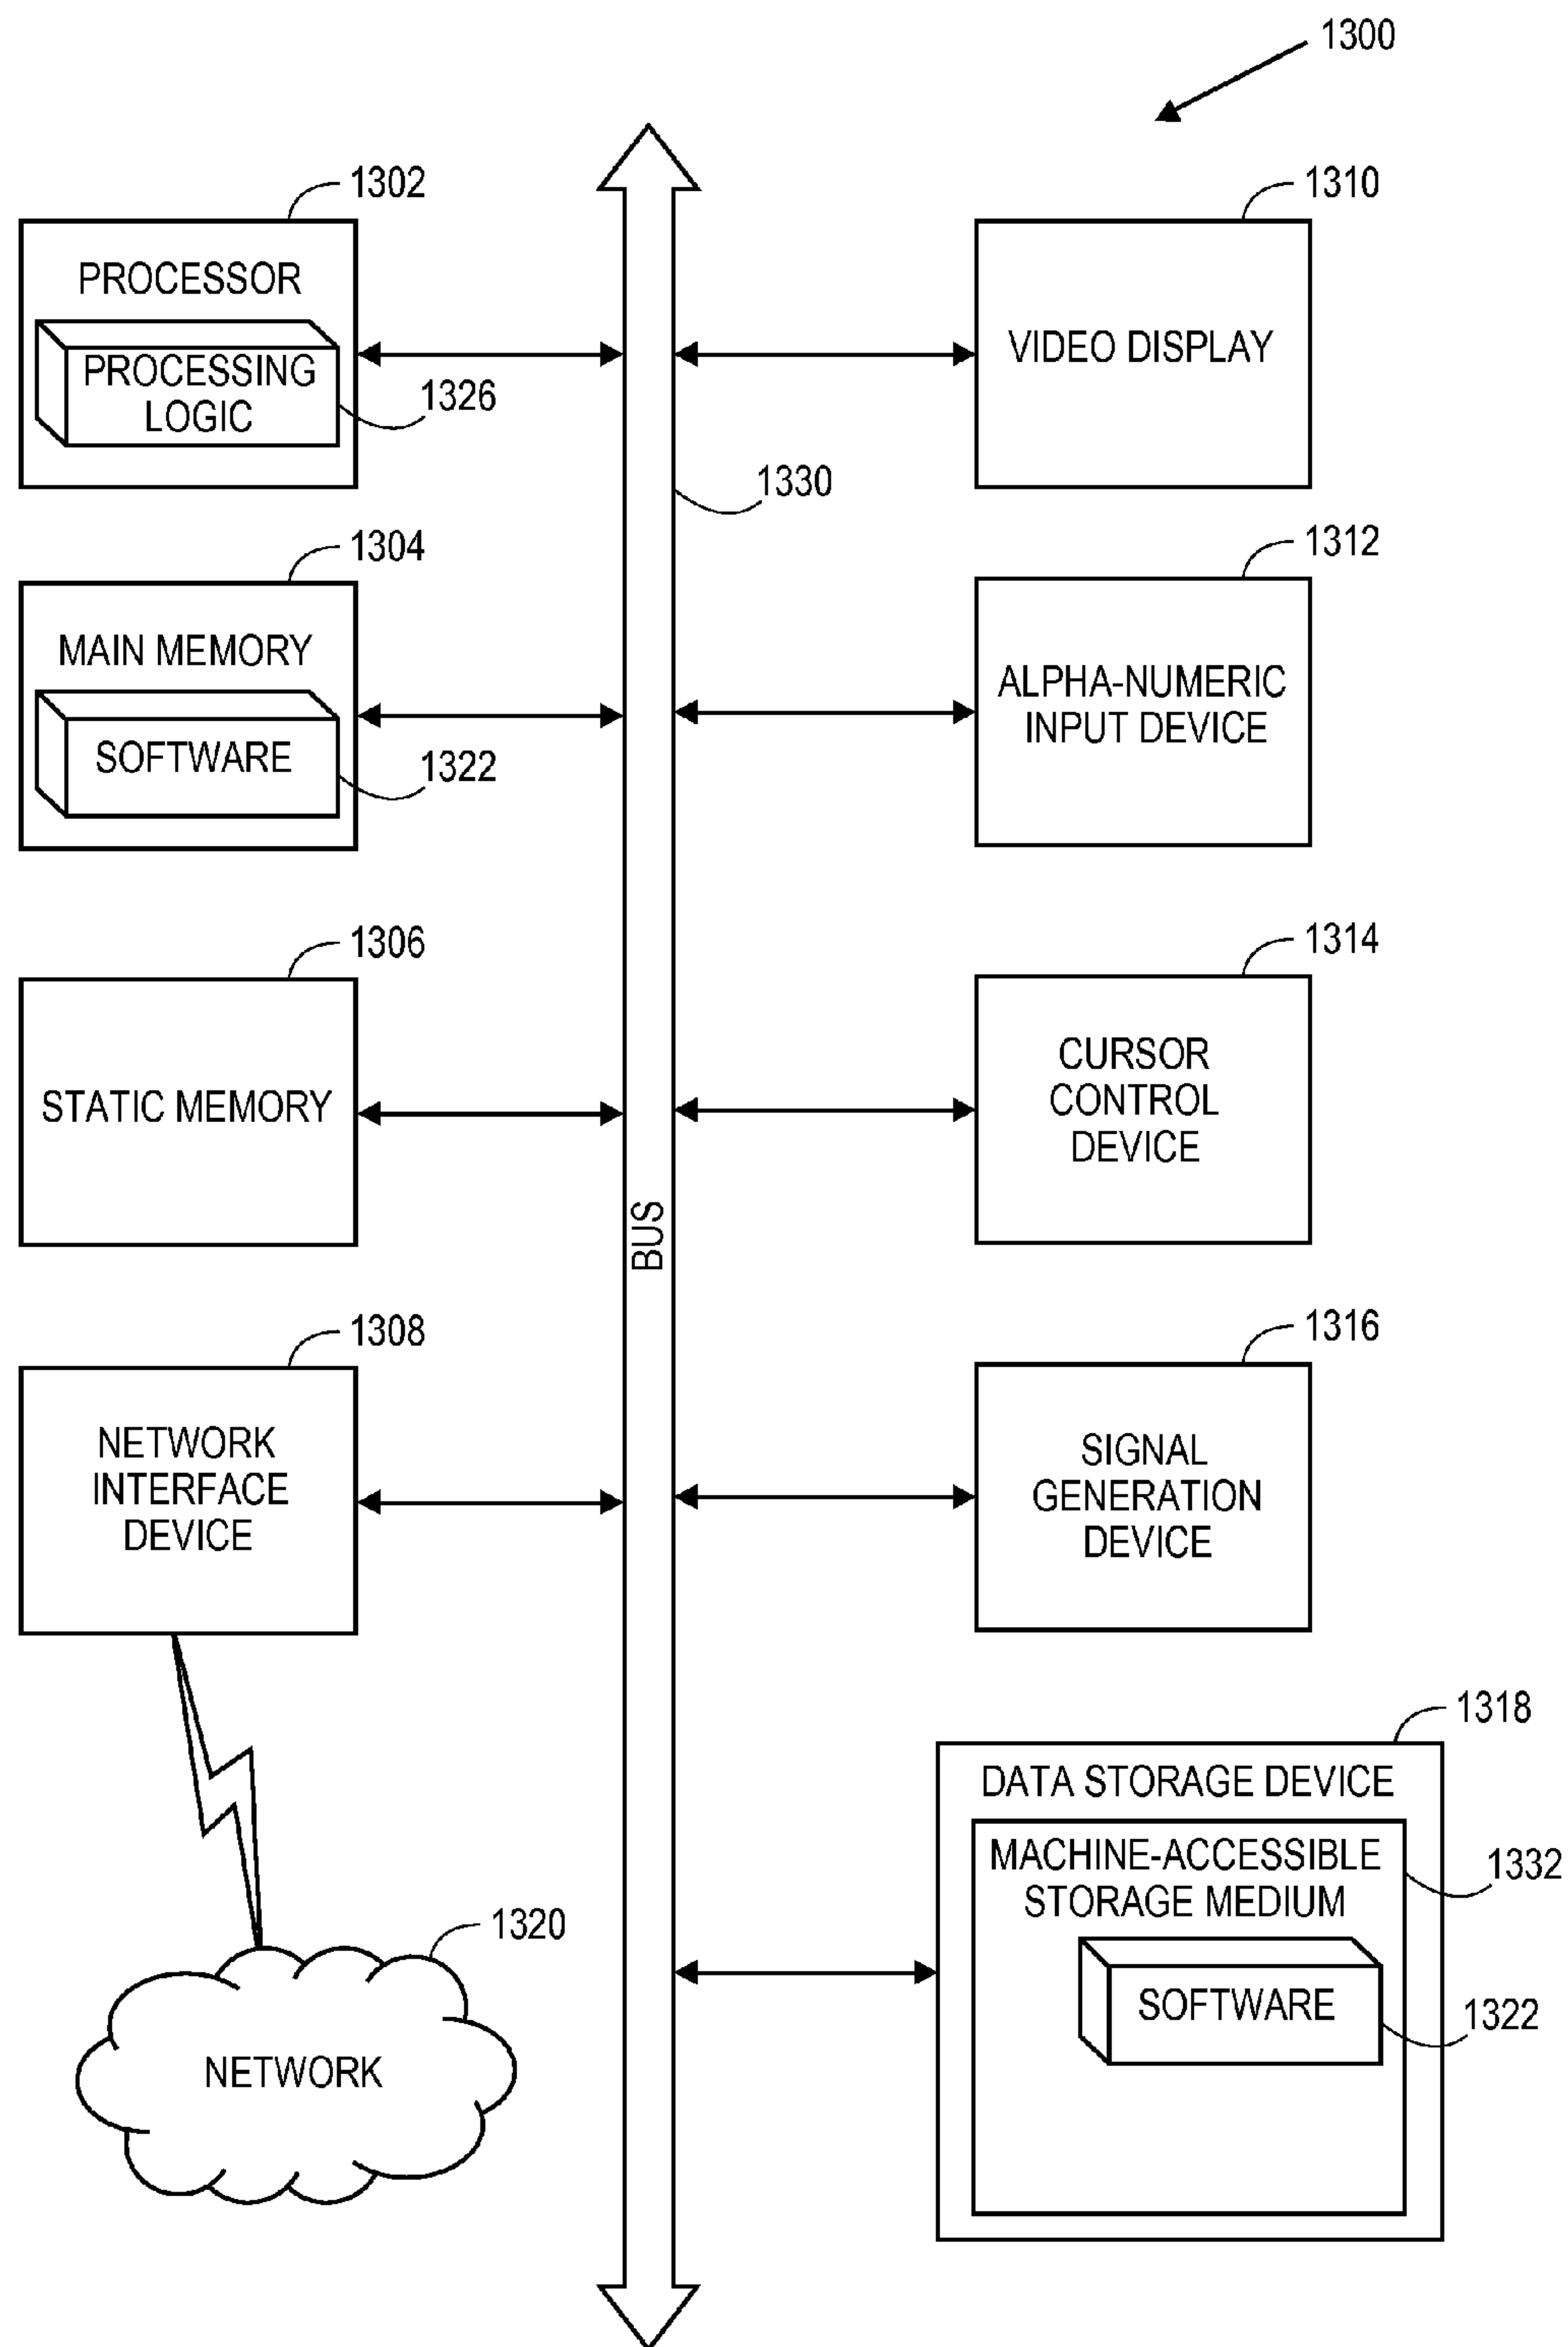 1300
1302
PROCESSOR
PROCESSING
LOGIC
1326
1304
MAIN MEMORY
SOFTWARE
1322
1306
STATIC MEMORY
1308
NETWORK
INTERFACE
DEVICE
1320
NETWORK
1330
BUS
1310
VIDEO DISPLAY
1312
ALPHA-NUMERIC
INPUT DEVICE
1314
CURSOR
CONTROL
DEVICE
1316
SIGNAL
GENERATION
DEVICE
1318
DATA STORAGE DEVICE
MACHINE-ACCESSIBLE
STORAGE MEDIUM
1332
SOFTWARE
1322